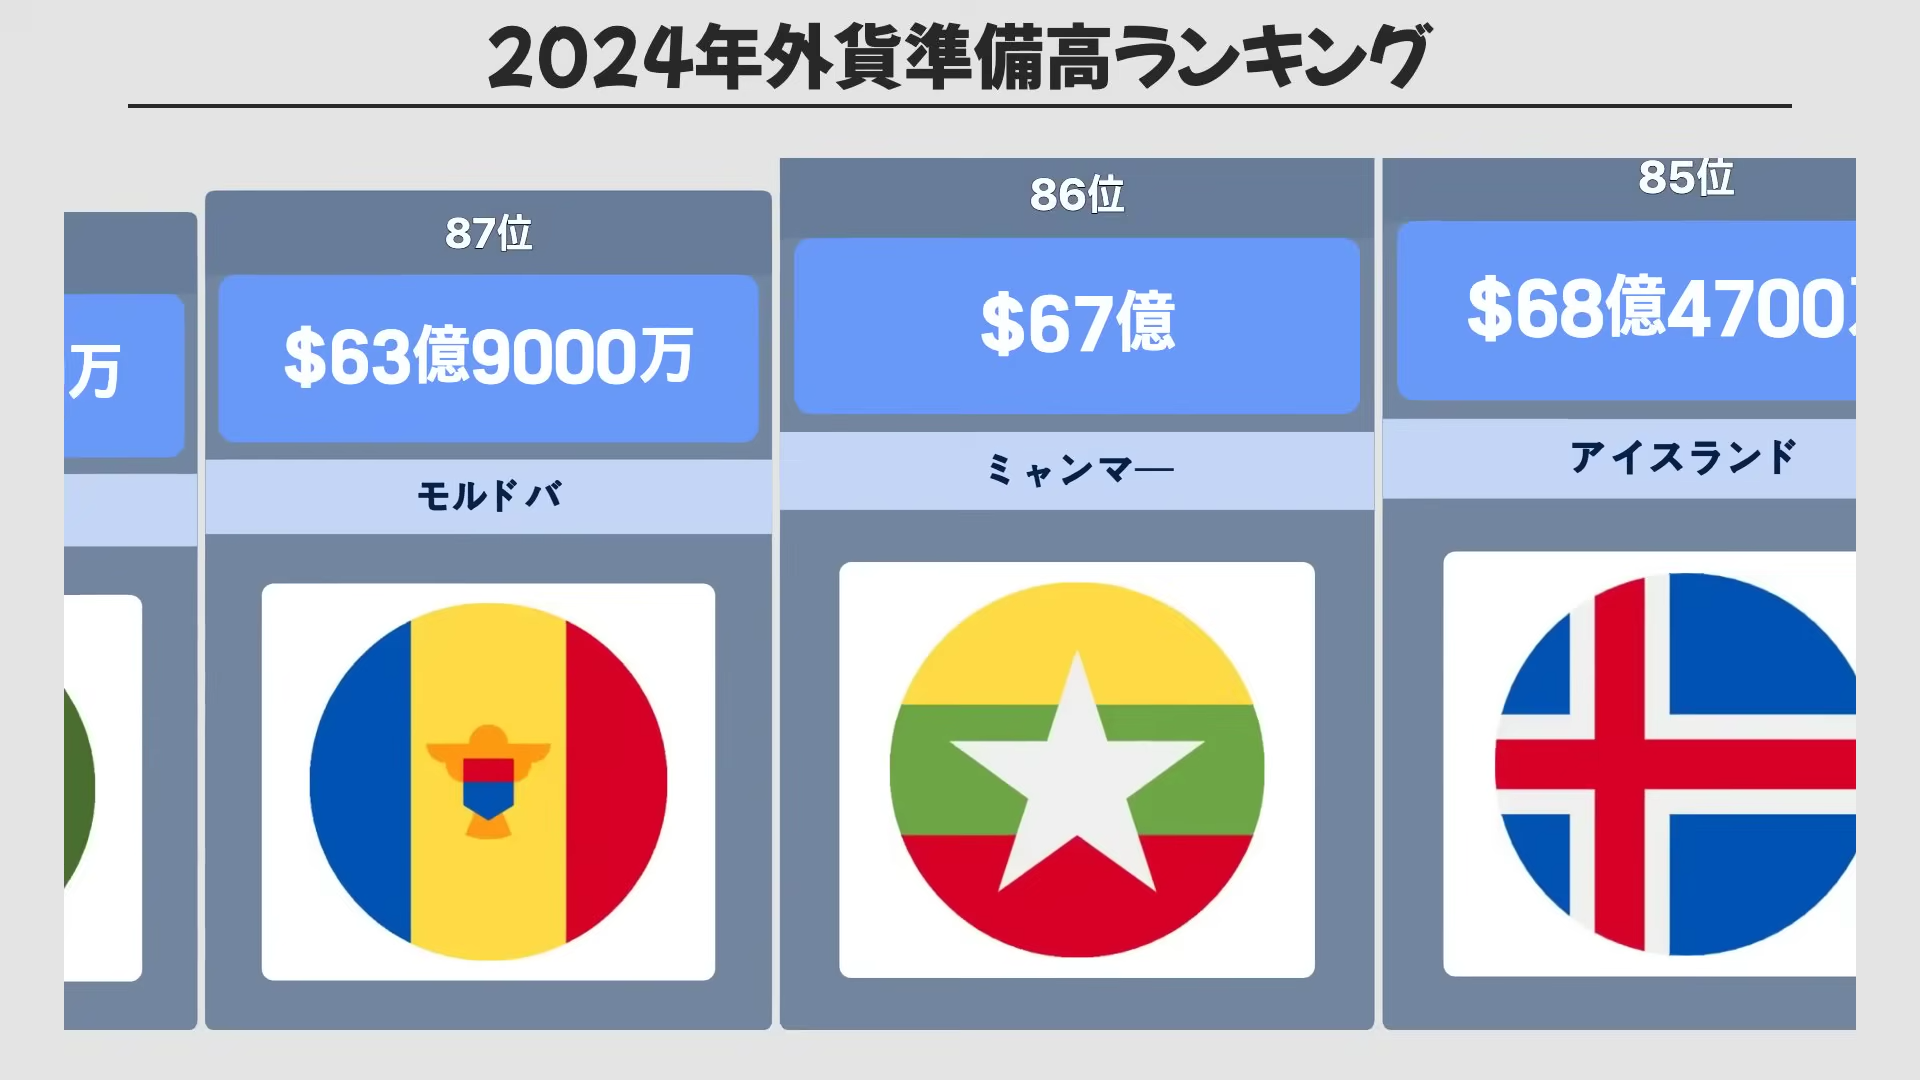 2024年外貨準備高ランキング
万
87位
$63億9000万
モルドバ
86位
$67億
ミャンマー
85位
$68億4700
アイスランド